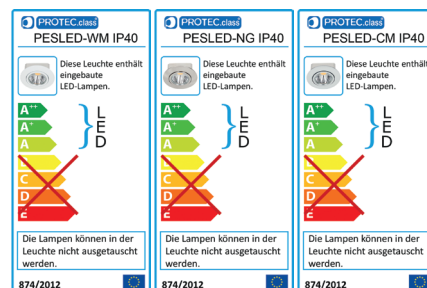 PROTEC.class
PESLED-WM IP40
Diese Leuchte enthält
eingebaute
LED-Lampen.
A++
A+
A
L
E
D
C
D
E
Die Lampen können in der
Leuchte nicht ausgetauscht
werden.
874/2012
PROTEC.class
PESLED-NG IP40
Diese Leuchte enthält
eingebaute
LED-Lampen.
A++
A+
A
L
E
D
C
D
E
Die Lampen können in der
Leuchte nicht ausgetauscht
werden.
874/2012
PROTEC.class
PESLED-CM IP40
Diese Leuchte enthält
eingebaute
LED-Lampen.
A++
A+
A
L
E
D
C
D
E
Die Lampen können in der
Leuchte nicht ausgetauscht
werden.
874/2012